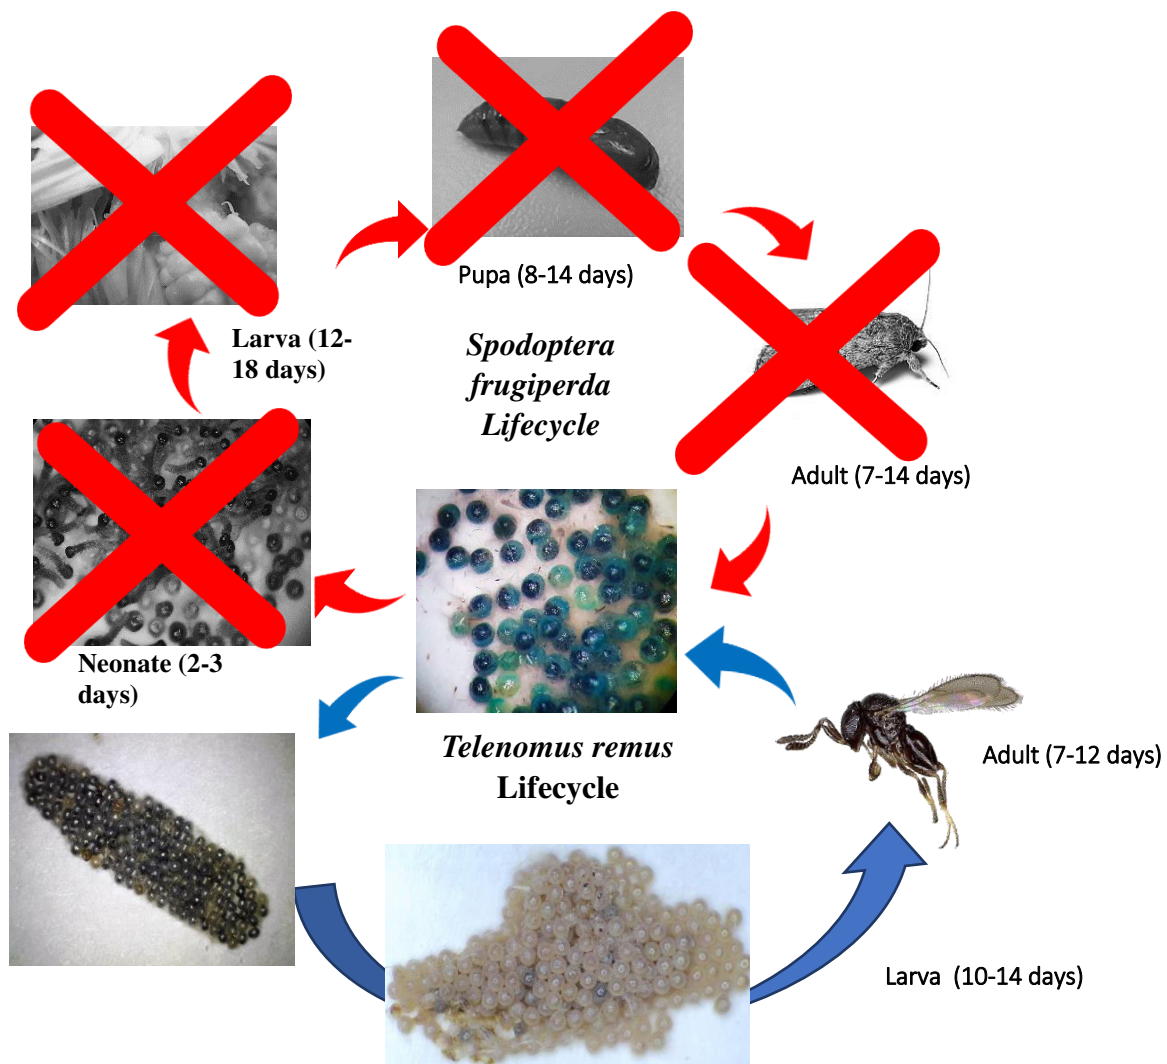 Pupa (8-14 days)
Larva (12-
18 days)
Spodoptera
frugiperda
Lifecycle
Adult (7-14 days)
Neonate (2-3
days)
Telenomus remus
Lifecycle
Adult (7-12 days)
Larva  (10-14 days)